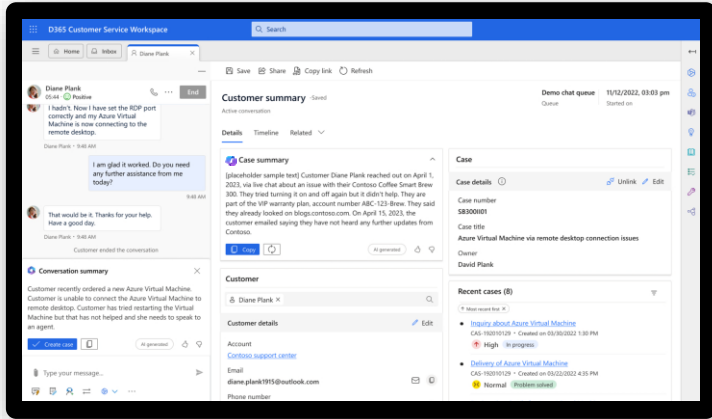 D365 Customer Service Workspace
Search
Home
Inbox
Diane Plank
Save
Share
Copy link
Refresh
Diane Plank
05:44 · Positive
End
I hadn't. Now I have set the RDP port
correctly and my Azure Virtual
Machine is now connecting to the
remote desktop.
Diane Plank · 9:48 AM
I am glad it worked. Do you need
any further assistance from me
today?
9:48 AM
That would be it. Thanks for your help.
Have a good day.
Diane Plank · 9:48 AM
Customer ended the conversation
Conversation summary
Customer recently ordered a new Azure Virtual Machine.
Customer is unable to connect the Azure Virtual Machine to
remote desktop. Customer has tried restarting the Virtual
Machine but that has not helped and she needs to speak to
an agent.
Create case
AI generated
Type your message...
Customer summary -Saved
Active conversation
Demo chat queue
Queue
11/12/2022, 03:03 pm
Started on
Details
Timeline
Related
Case summary
[placeholder sample text] Customer Diane Plank reached out on April 1,
2023, via live chat about an issue with their Contoso Coffee Smart Brew
300. They tried turning it on and off again but it didn't help. They are
part of the VIP warranty plan, account number ABC-123-Brew. They said
they already looked on blogs.contoso.com. On April 15, 2023, the
customer emailed saying they have not heard any further updates from
Contoso.
Copy
AI generated
Customer
Diane Plank
Customer details
Edit
Account
Contoso support center
Email
diane.plank1915@outlook.com
Phone number
Case
Case details
Unlink
Edit
Case number
SB300II01
Case title
Azure Virtual Machine via remote desktop connection issues
Owner
David Plank
Recent cases (8)
Most recent first
Inquiry about Azure Virtual Machine
CAS-192010129 · Created on 03/30/2022 1:30 PM
High
In progress
Delivery of Azure Virtual Machine
CAS-192010129 · Created on 03/22/2022 4:35 PM
Normal
Problem solved